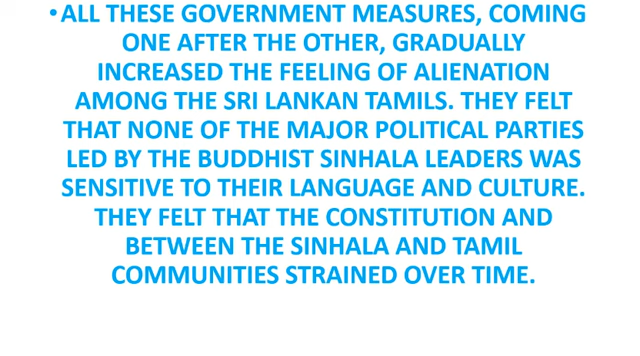 •ALL THESE GOVERNMENT MEASURES, COMING
ONE AFTER THE OTHER, GRADUALLY
INCREASED THE FEELING OF ALIENATION
AMONG THE SRI LANKAN TAMILS. THEY FELT
THAT NONE OF THE MAJOR POLITICAL PARTIES
LED BY THE BUDDHIST SINHALA LEADERS WAS
SENSITIVE TO THEIR LANGUAGE AND CULTURE.
THEY FELT THAT THE CONSTITUTION AND
BETWEEN THE SINHALA AND TAMIL
COMMUNITIES STRAINED OVER TIME.